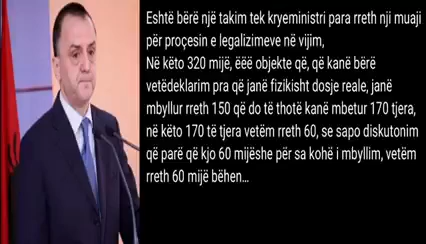 Eshtë bërë një takim tek kryeministri para rreth nji muaji
për proçesin e legalizimeve në vijim,
Në këto 320 mijë, ëëë objekte që, që kanë bërë
vetëdeklarim pra që janë fizikisht dosje reale, janë
mbyllur rreth 150 që do të thotë kanë mbetur 170 tjera,
në këto 170 të tjera vetëm rreth 60, se sapo diskutonim
që parë që kjo 60 mijëshe për sa kohë i mbyllim, vetëm
rreth 60 mijë bëhen...